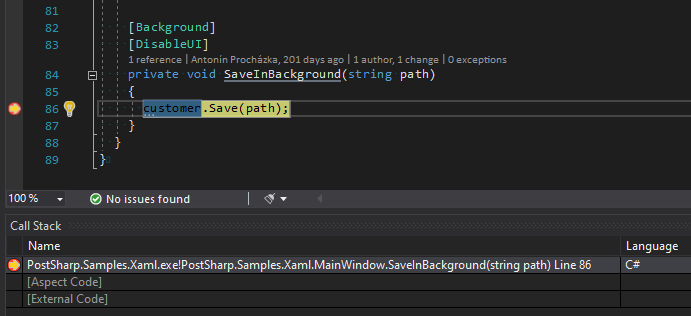 81
82 [Background]
83 [DisableUI]
1 reference | Antonín Procházka, 201 days ago | 1 author, 1 change | 0 exceptions
84 private void SaveInBackground(string path)
85 {
86 customer.Save(path);
87 }
88 }
89 }
100 % No issues found
Call Stack
Name Language
PostSharp.Samples.Xaml.exe!PostSharp.Samples.Xaml.MainWindow.SaveInBackground(string path) Line 86 C#
[Aspect Code]
[External Code]